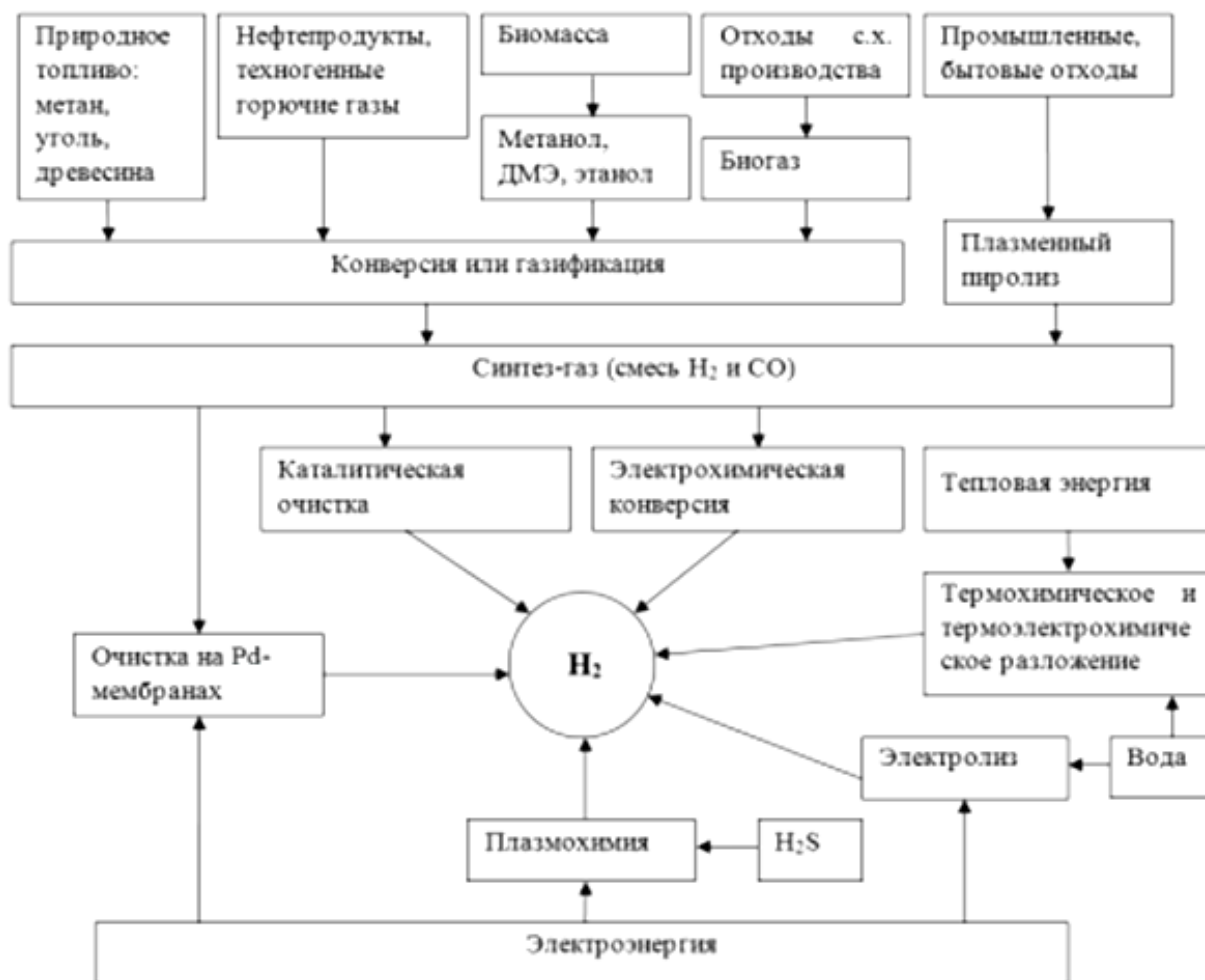 Природное
топливо:
метан,
уголь,
древесина
Нефтепродукты,
техногенные
горючие газы
Биомасса
Отходы с.х.
производства
Промышленные,
бытовые отходы
Метанол,
ДМЭ, этанол
Биогаз
Плазменный
пиролиз
Конверсия или газификация
Синтез-газ (смесь H₂ и CO)
Каталитическая
очистка
Электрохимическая
конверсия
Тепловая энергия
Термохимическое и
термоэлектрохимиче
ское разложение
Очистка на Pd-
мембранах
H₂
Электролиз
Вода
Плазмохимия
H₂S
Электроэнергия